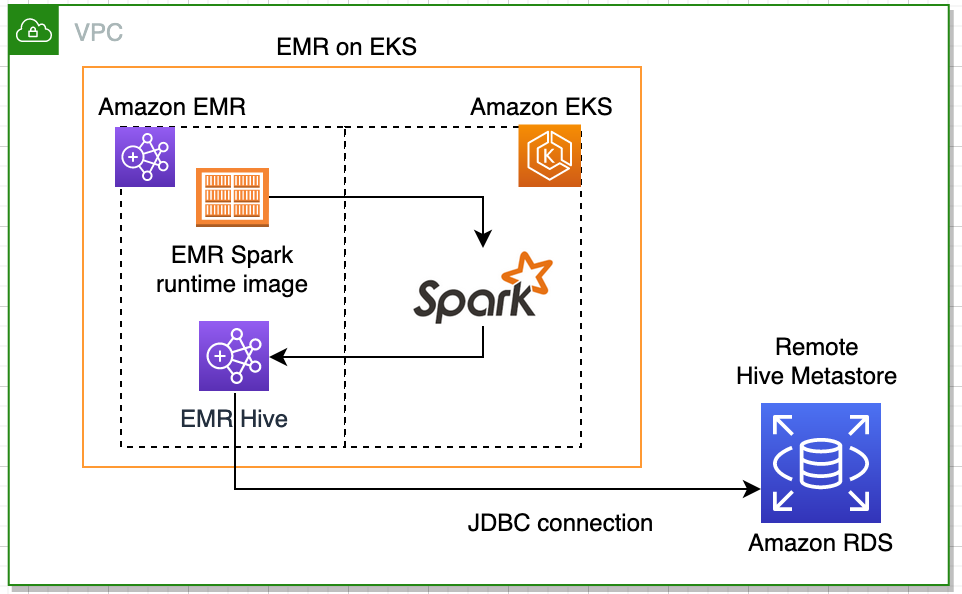 VPC
EMR on EKS
Amazon EMR
Amazon EKS
K
EMR Spark
runtime image
Spark
EMR Hive
Remote
Hive Metastore
JDBC connection
Amazon RDS